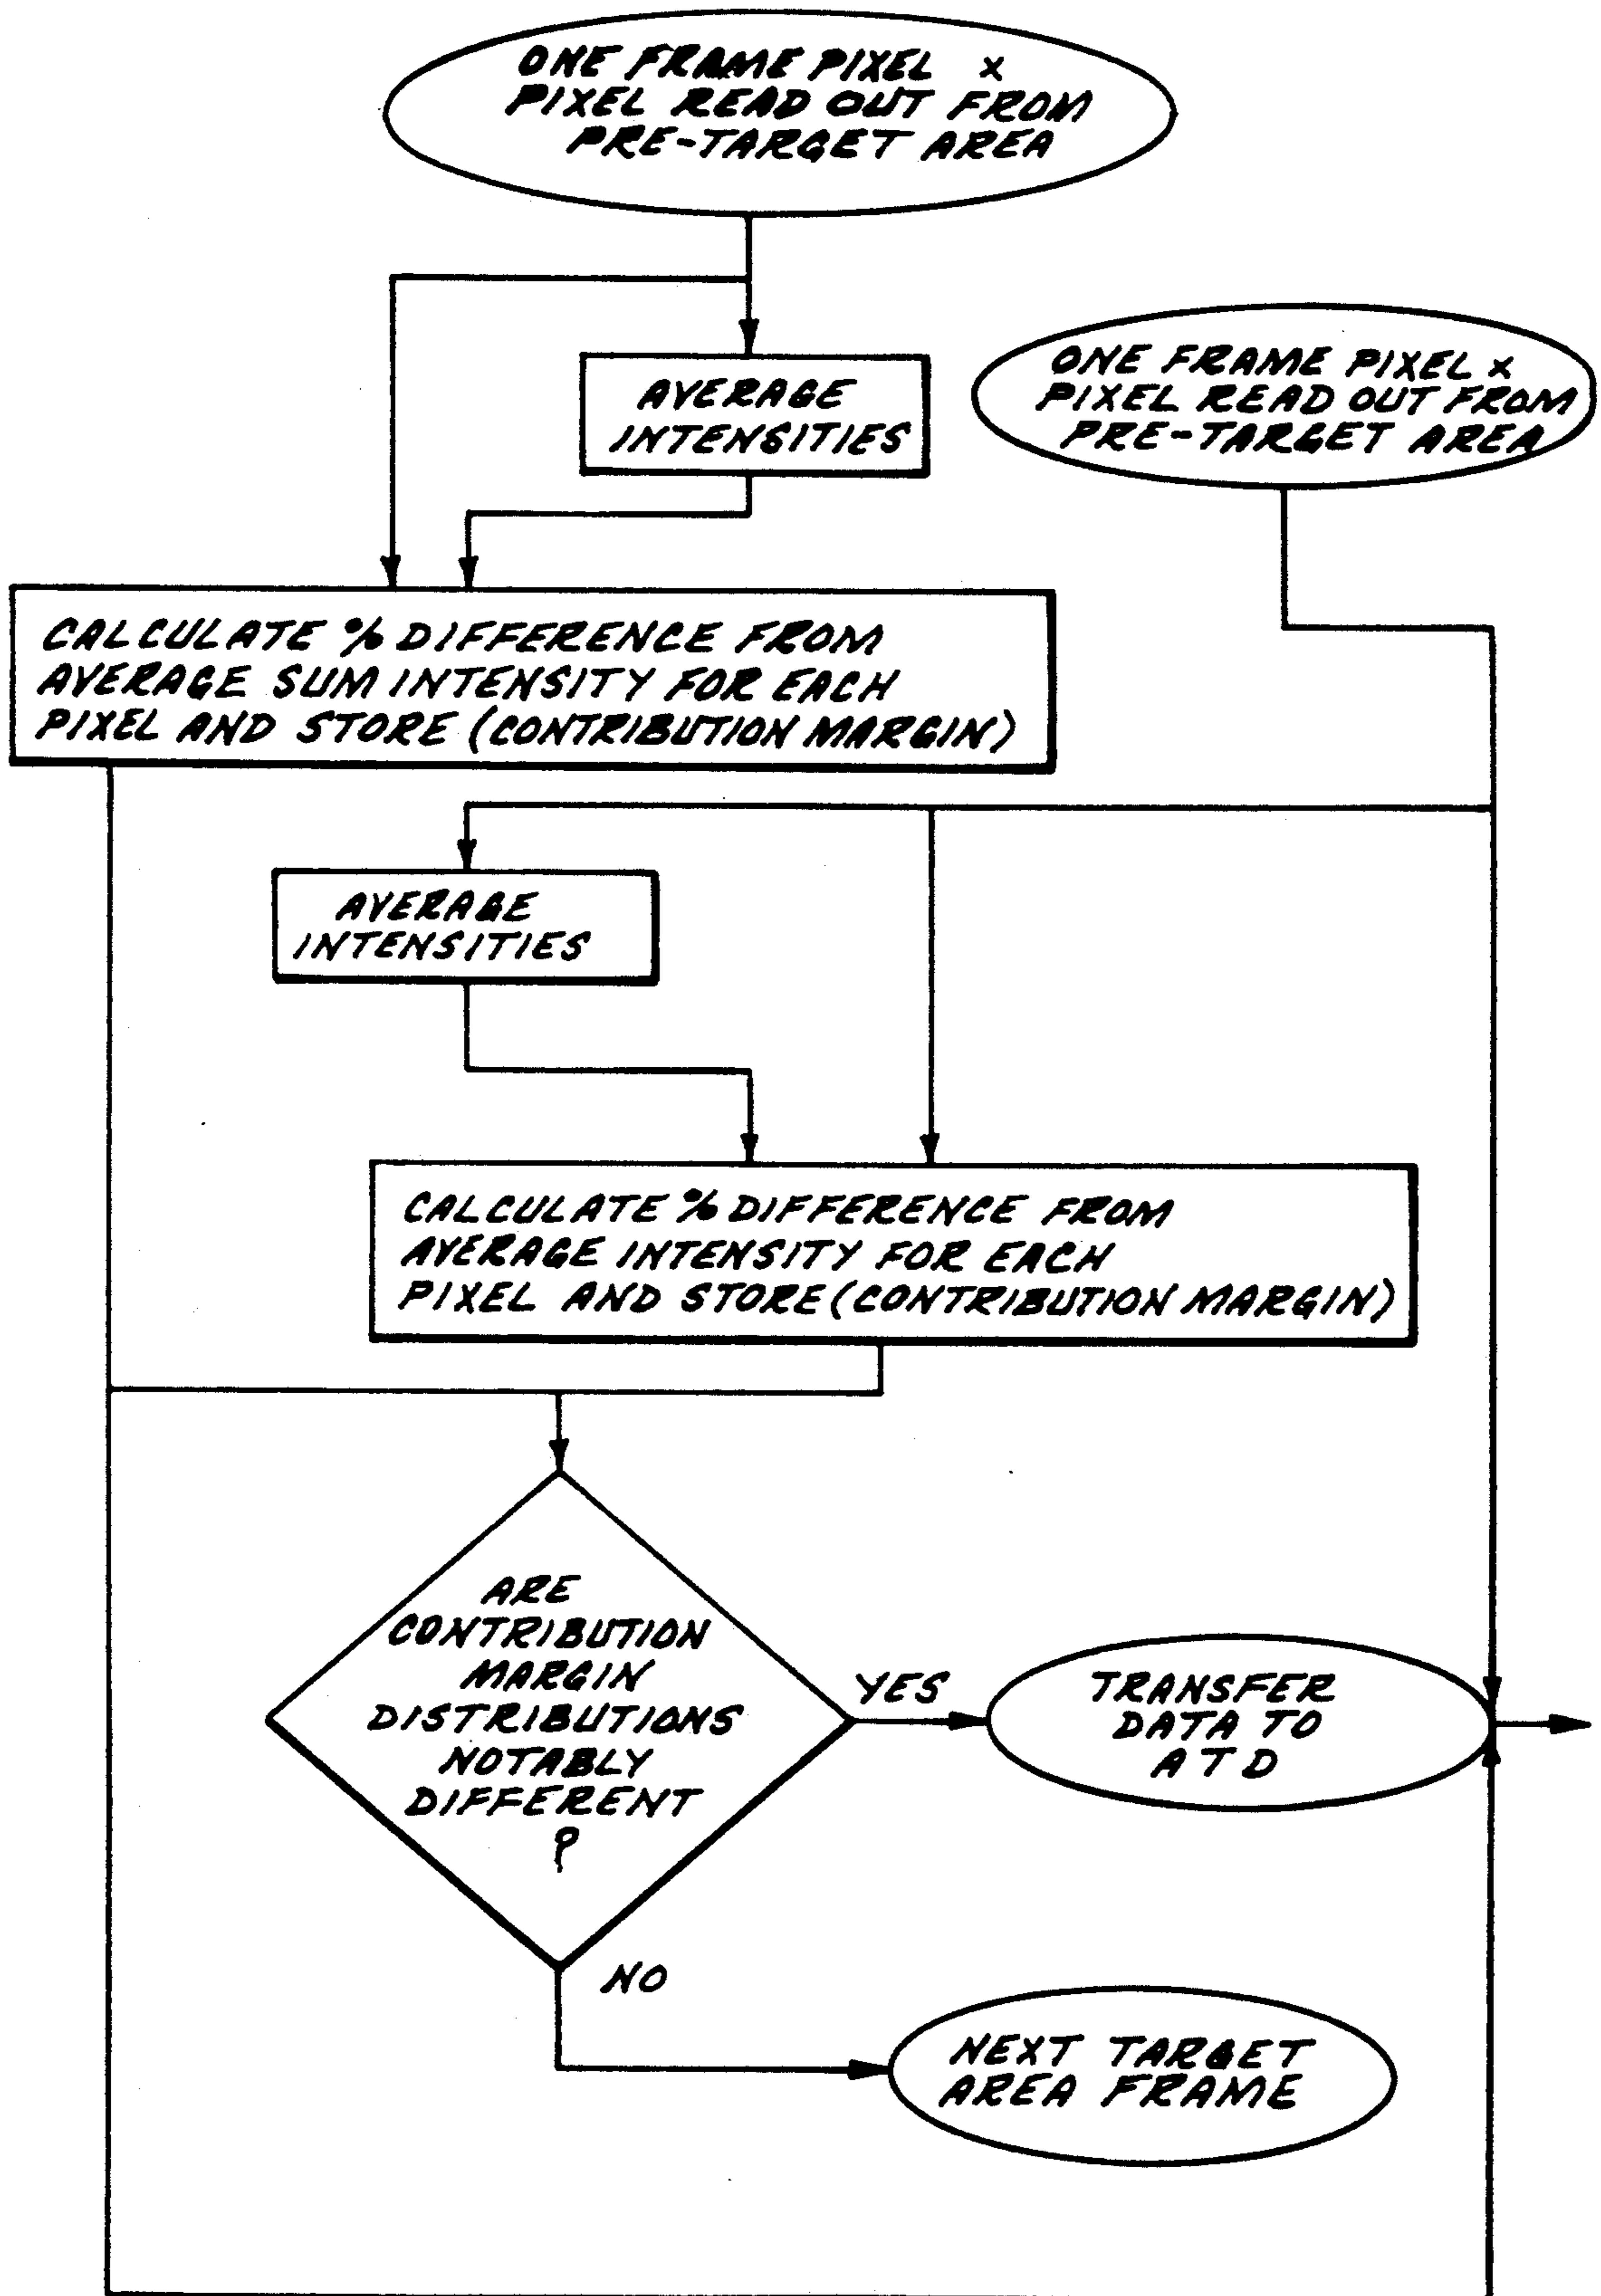 ONE FRAME PIXEL x
PIXEL READ OUT FROM
PRE-TARGET AREA
AVERAGE
INTENSITIES
ONE FRAME PIXEL x
PIXEL READ OUT FROM
PRE-TARGET AREA
CALCULATE % DIFFERENCE FROM
AVERAGE SUM INTENSITY FOR EACH
PIXEL AND STORE (CONTRIBUTION MARGIN)
AVERAGE
INTENSITIES
CALCULATE % DIFFERENCE FROM
AVERAGE INTENSITY FOR EACH
PIXEL AND STORE (CONTRIBUTION MARGIN)
ARE
CONTRIBUTION
MARGIN
DISTRIBUTIONS
NOTABLY
DIFFERENT
?
YES
TRANSFER
DATA TO
A T D
NO
NEXT TARGET
AREA FRAME